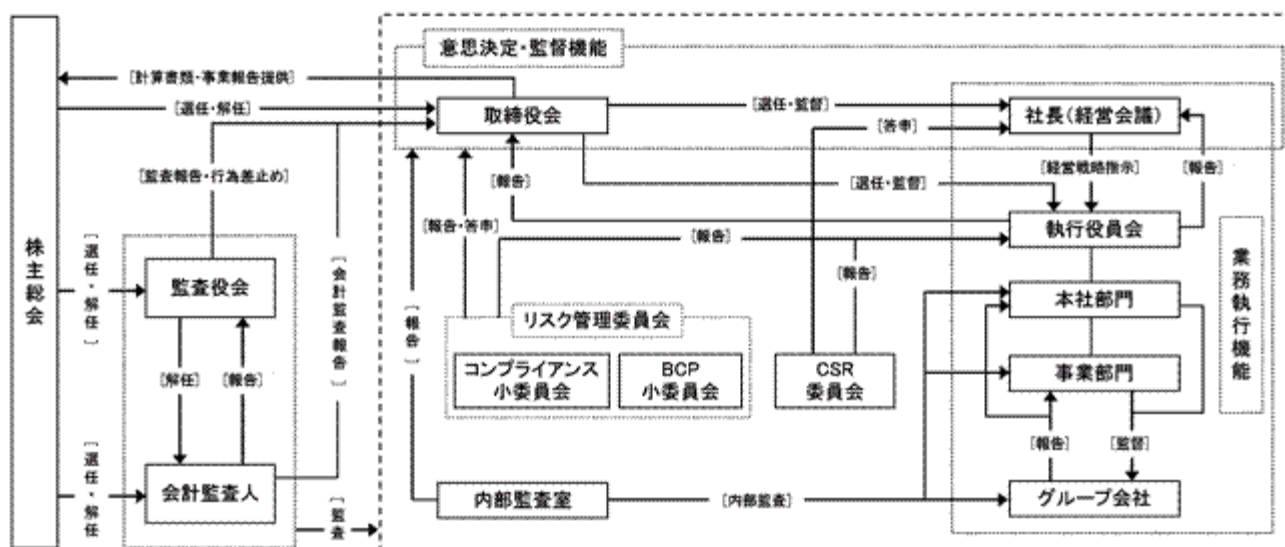 株主総会
意思決定・監督機能
[計算書類・事業報告提供]
[選任・解任]
取締役会
[選任・監督]
社長(経営会議)
[答申]
[監査報告・行為差止め]
[報告]
[選任・監督]
[経営戦略指示]
[報告]
[報告・答申]
[報告]
執行役員会
[選任・解任]
監査役会
[会計監査報告]
[報告]
[報告]
業務執行機能
本社部門
リスク管理委員会
コンプライアンス
小委員会
BCP
小委員会
CSR
委員会
事業部門
[解任]
[報告]
[報告]
[監督]
[選任・解任]
会計監査人
[監査]
内部監査室
[内部監査]
グループ会社